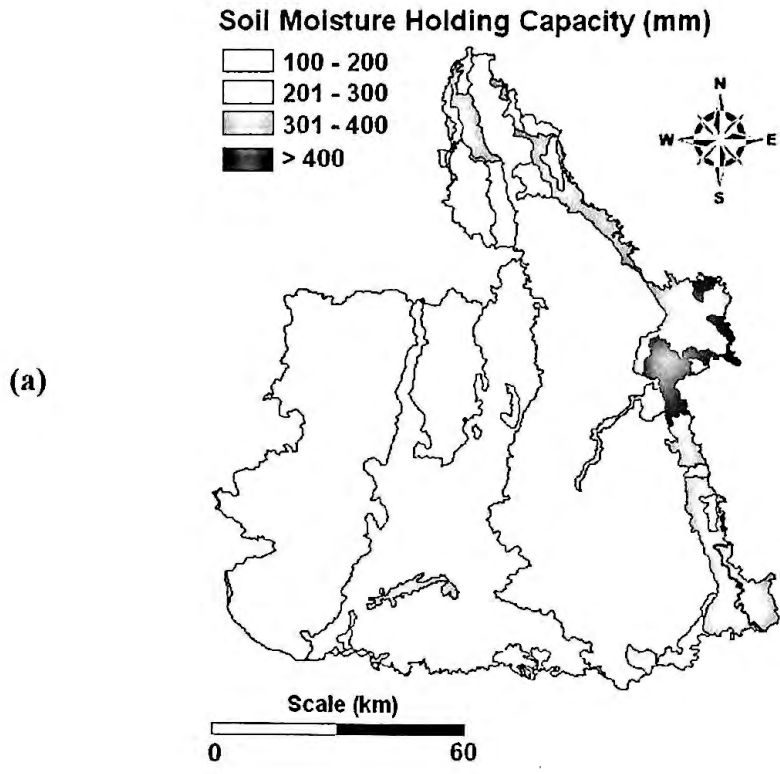 Soil Moisture Holding Capacity (mm)
100 - 200
201 - 300
301 - 400
> 400
N
W E
S
(a)
Scale (km)
0 60